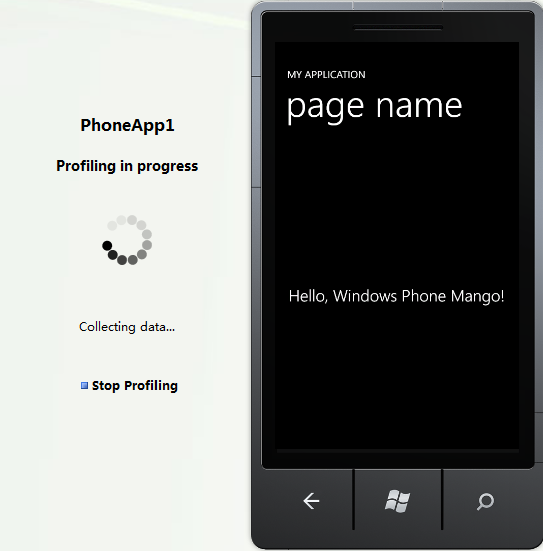 PhoneApp1
Profiling in progress
Collecting data...
Stop Profiling
MY APPLICATION
page name
Hello, Windows Phone Mango!